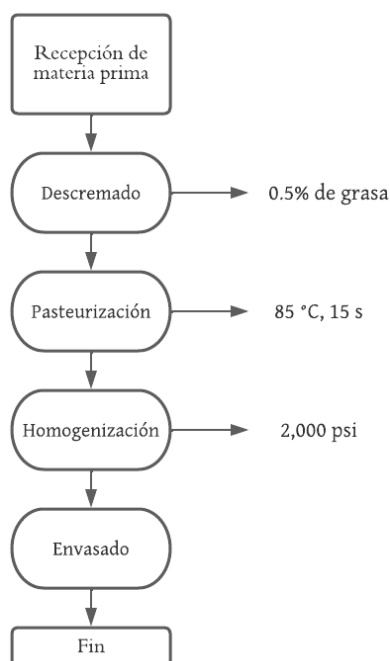 Recepción de
materia prima
Descremado
0.5% de grasa
Pasteurización
85 °C, 15 s
Homogenización
2,000 psi
Envasado
Fin